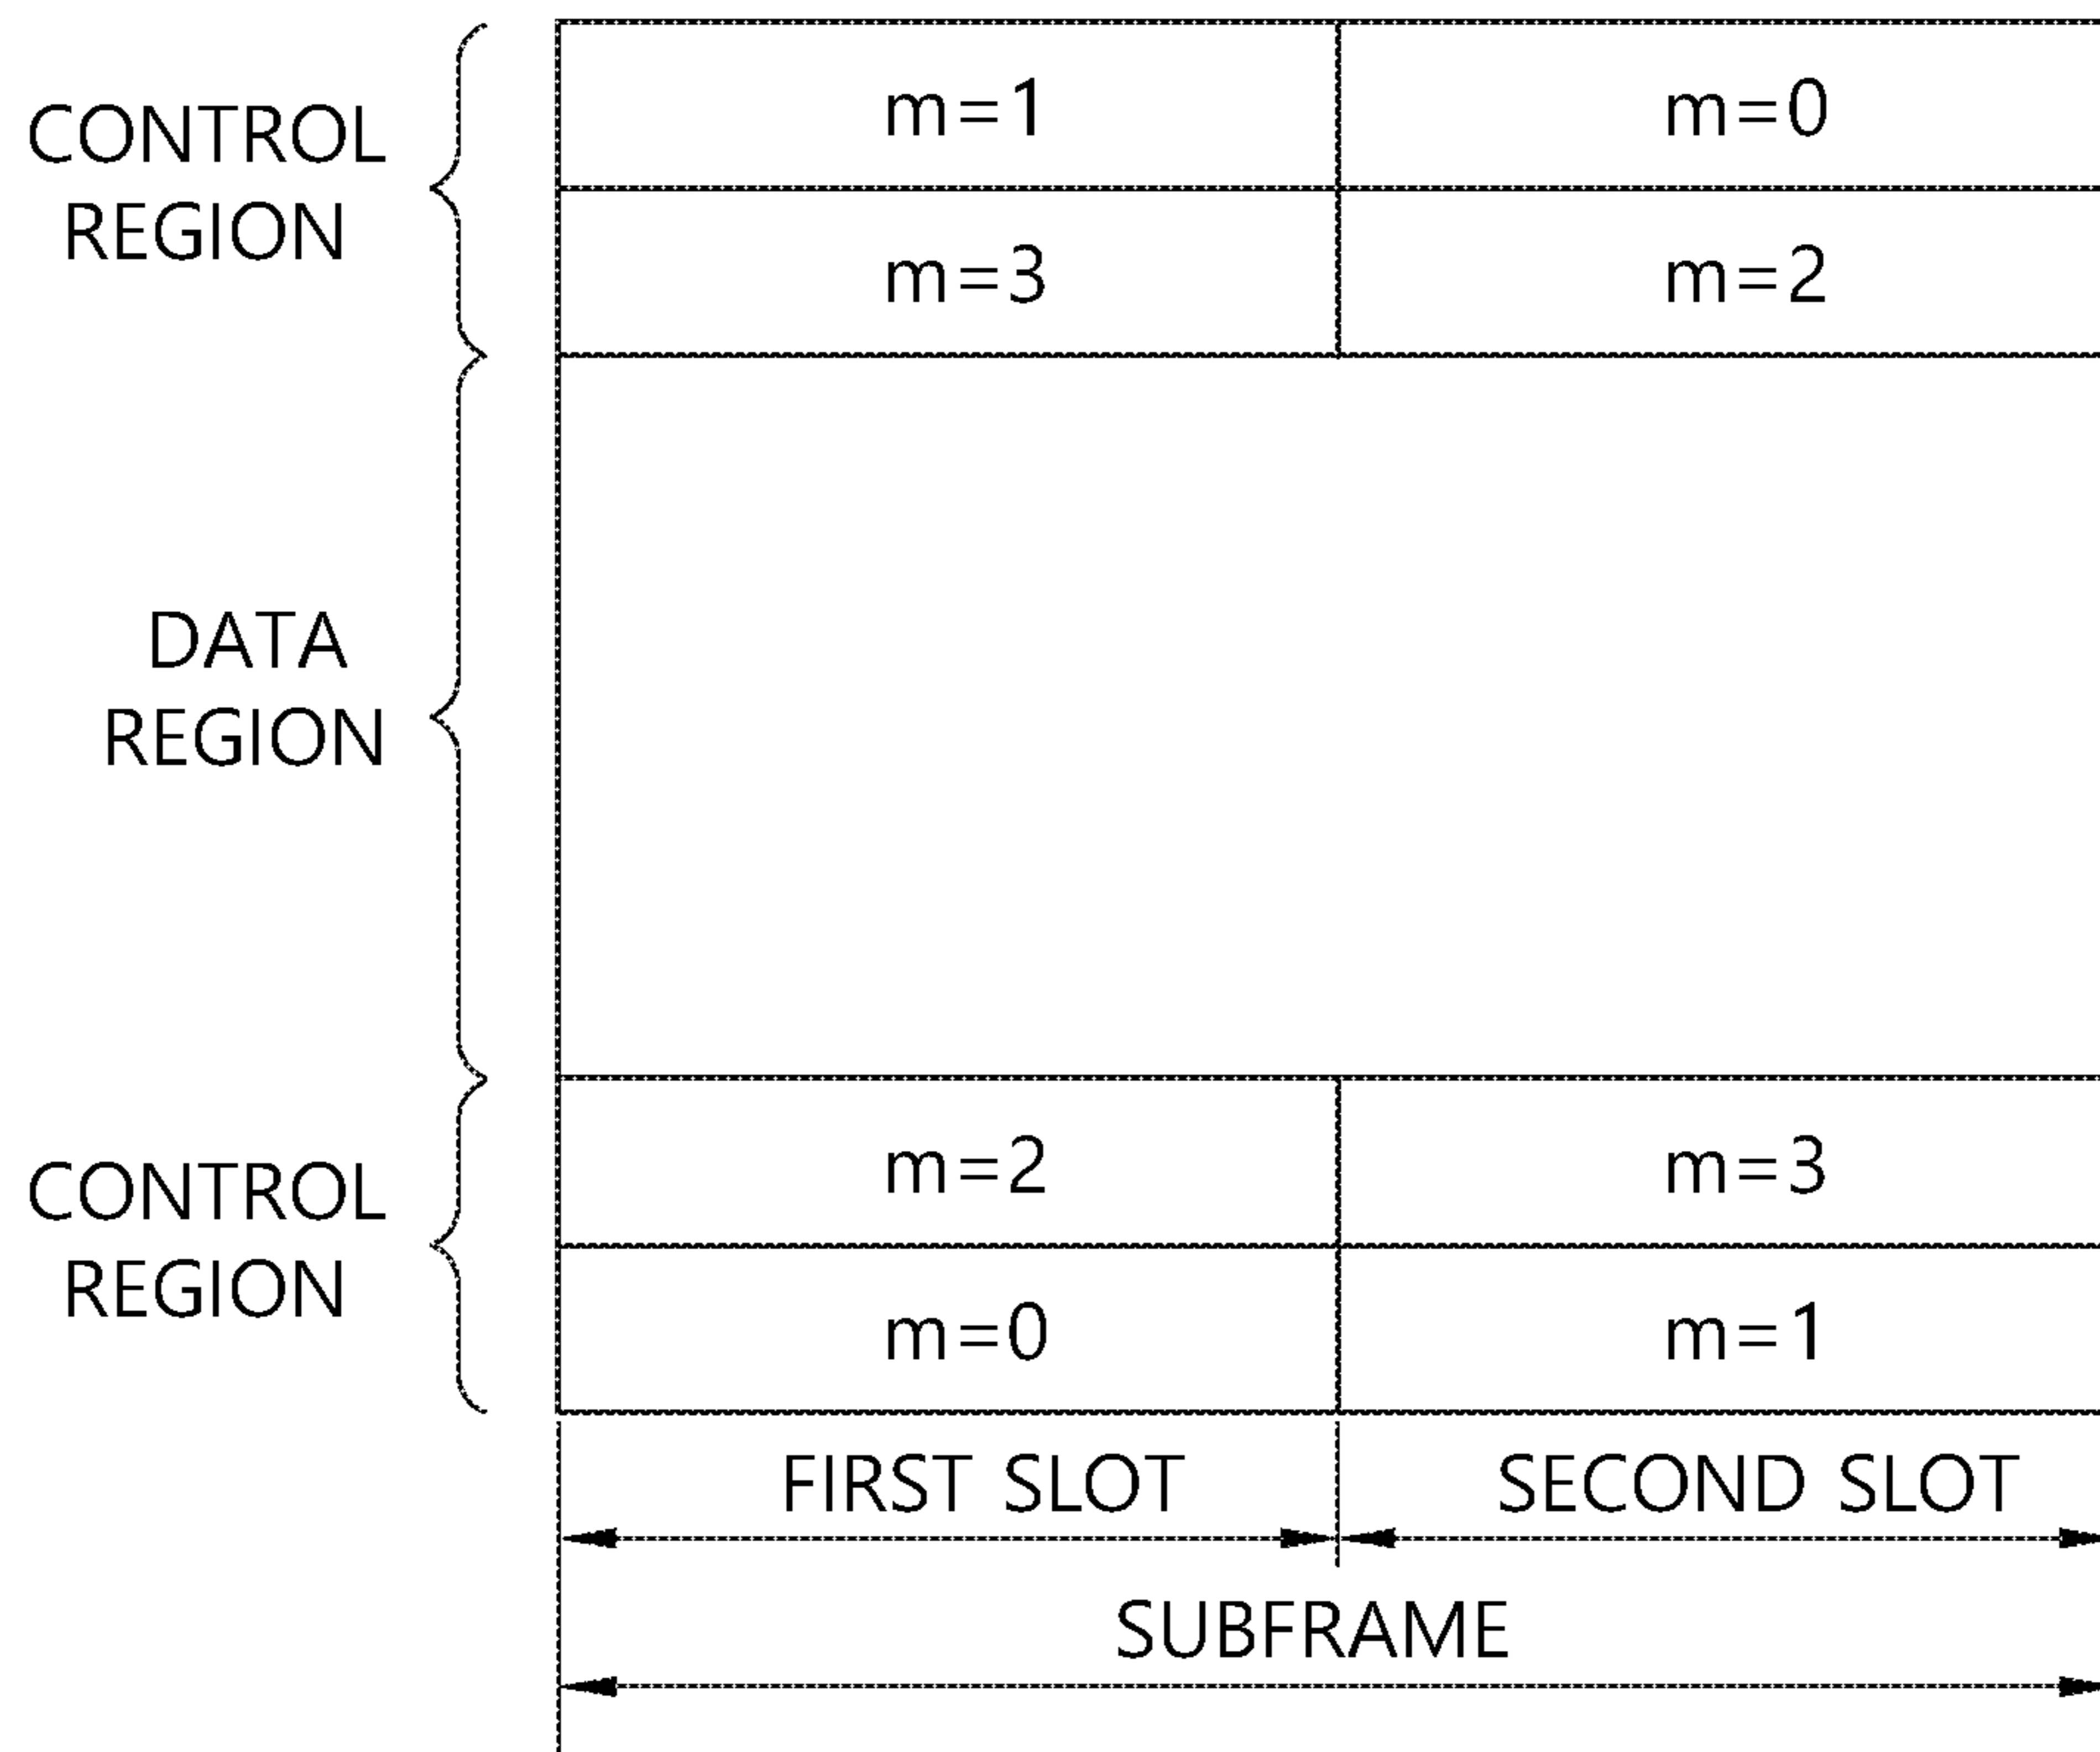 CONTROL
REGION
m=1
m=0
m=3
m=2
DATA
REGION
CONTROL
REGION
m=2
m=3
m=0
m=1
FIRST SLOT
SECOND SLOT
SUBFRAME